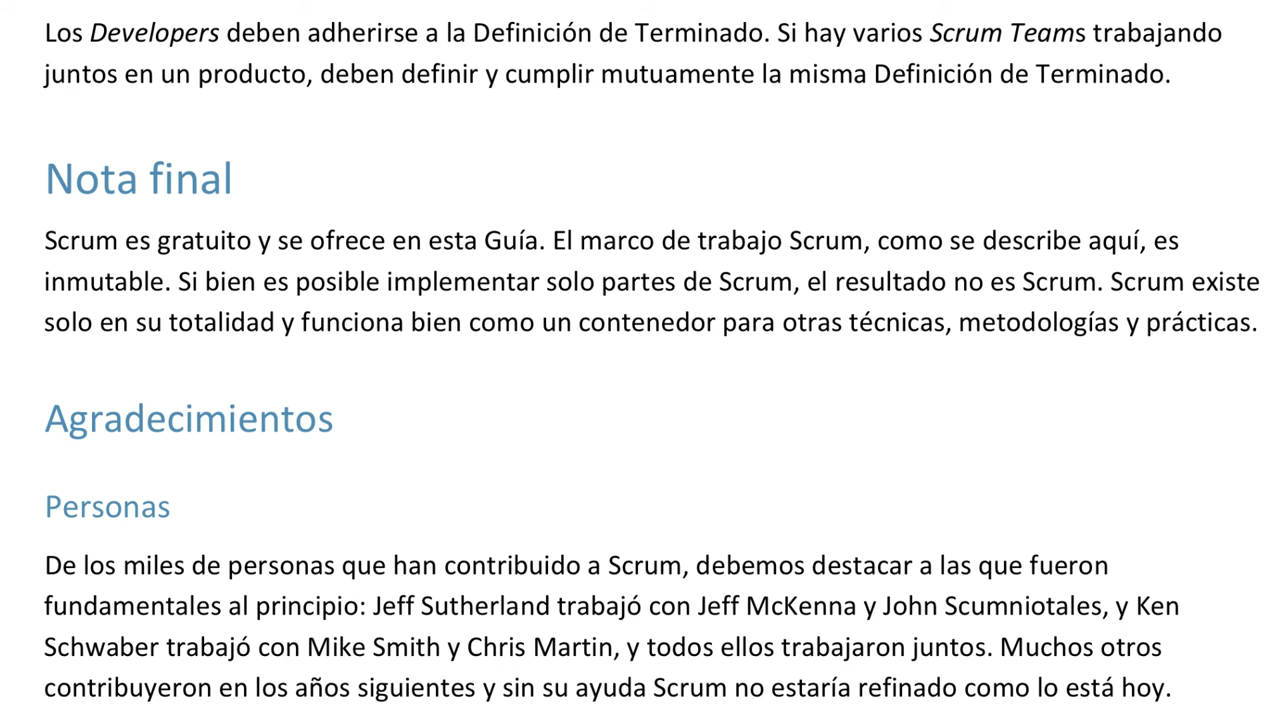 Los Developers deben adherirse a la Definición de Terminado. Si hay varios Scrum Teams trabajando
juntos en un producto, deben definir y cumplir mutuamente la misma Definición de Terminado.
Nota final
Scrum es gratuito y se ofrece en esta Guía. El marco de trabajo Scrum, como se describe aquí, es
inmutable. Si bien es posible implementar solo partes de Scrum, el resultado no es Scrum. Scrum existe
solo en su totalidad y funciona bien como un contenedor para otras técnicas, metodologías y prácticas.
Agradecimientos
Personas
De los miles de personas que han contribuido a Scrum, debemos destacar a las que fueron
fundamentales al principio: Jeff Sutherland trabajó con Jeff McKenna y John Scumniotales, y Ken
Schwaber trabajó con Mike Smith y Chris Martin, y todos ellos trabajaron juntos. Muchos otros
contribuyeron en los años siguientes y sin su ayuda Scrum no estaría refinado como lo está hoy.